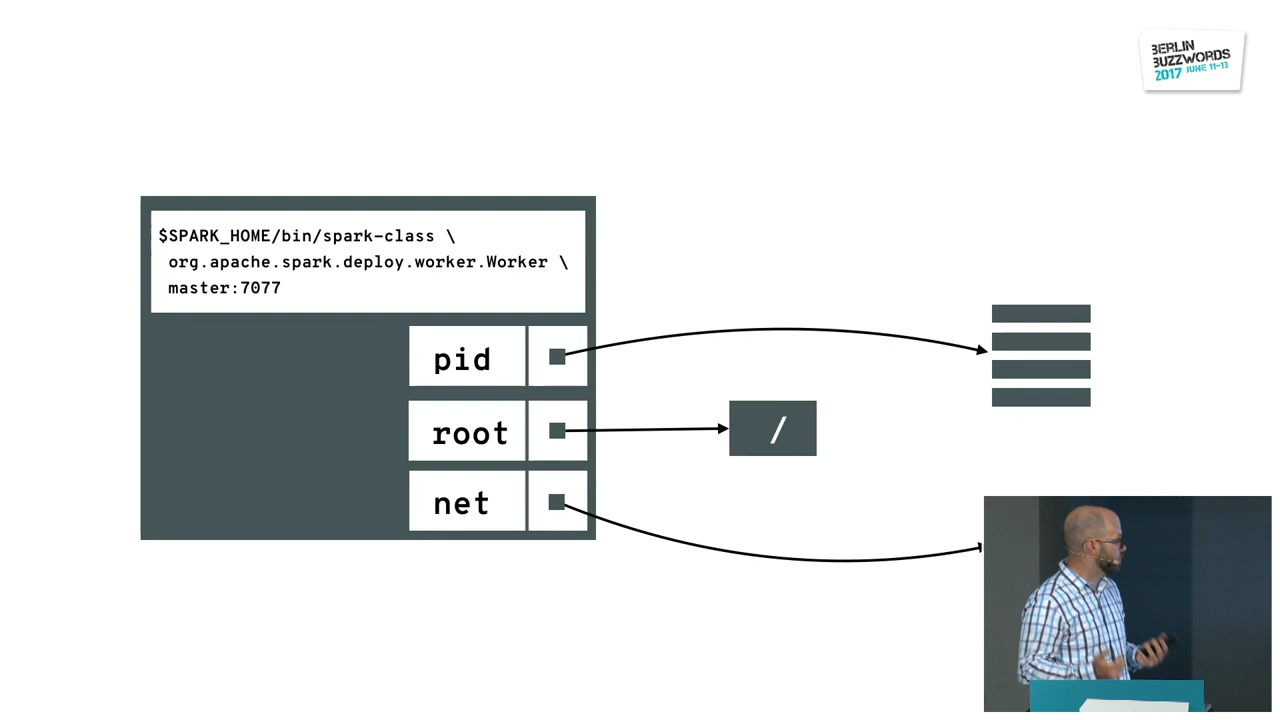 BERLIN
BUZZWORDS
2017 JUNE 11-13
$SPARK_HOME/bin/spark-class \
org.apache.spark.deploy.worker.Worker \
master:7077
pid
root
/
net